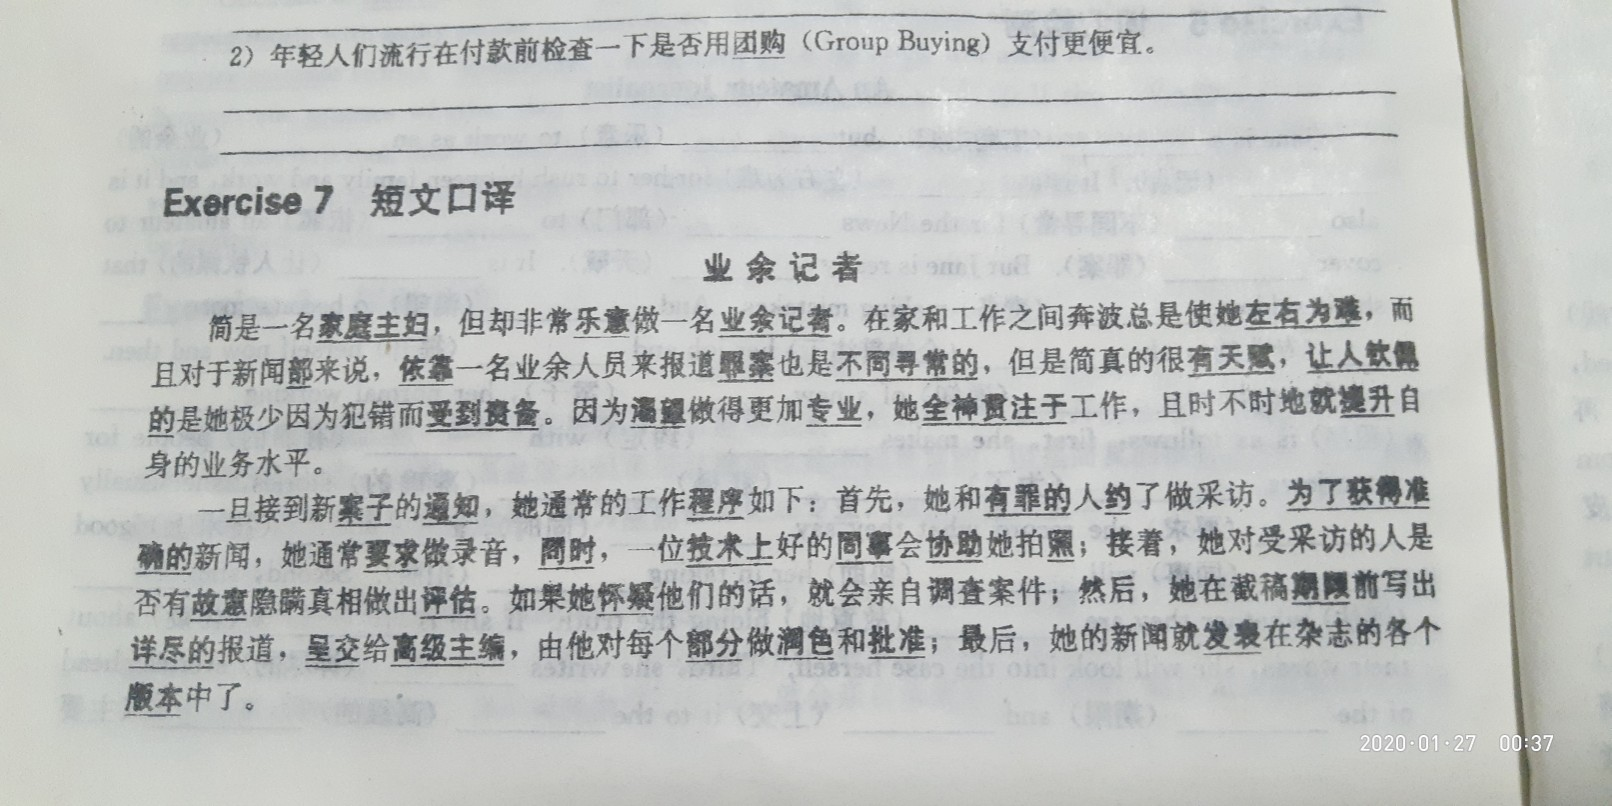 2) 年轻人们流行在付款前检查一下是否用团购（Group Buying）支付更便宜。
Exercise 7 短文口译
业余记者
简是一名家庭主妇，但却非常乐意做一名业余记者。在家和工作之间奔波总是使她左右为难，而
且对于新闻部来说，依靠一名业余人员来报道罪案也是不同寻常的，但是简真的很有天赋，让人钦佩
的是她极少因为犯错而受到责备。因为渴望做得更加专业，她全神贯注于工作，且时不时地就提升自
身的业务水平。
一旦接到新案子的通知，她通常的工作程序如下：首先，她和有罪的人约了做采访。为了获得准
确的新闻，她通常要求做录音，同时，一位技术上好的同事会协助她拍照；接着，她对受采访的人是
否有故意隐瞒真相做出评估。如果她怀疑他们的话，就会亲自调查案件；然后，她在截稿期限前写出
详尽的报道，呈交给高级主编，由他对每个部分做润色和批准；最后，她的新闻就发表在杂志的各个
版本中了。
2020·01·27 00:37